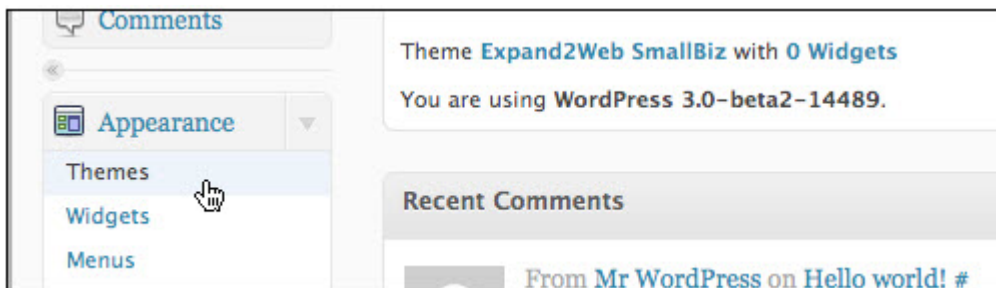 Comments
Appearance
Themes
Widgets
Menus
Theme Expand2Web SmallBiz with 0 Widgets
You are using WordPress 3.0-beta2-14489.
Recent Comments
From Mr WordPress on Hello world! #